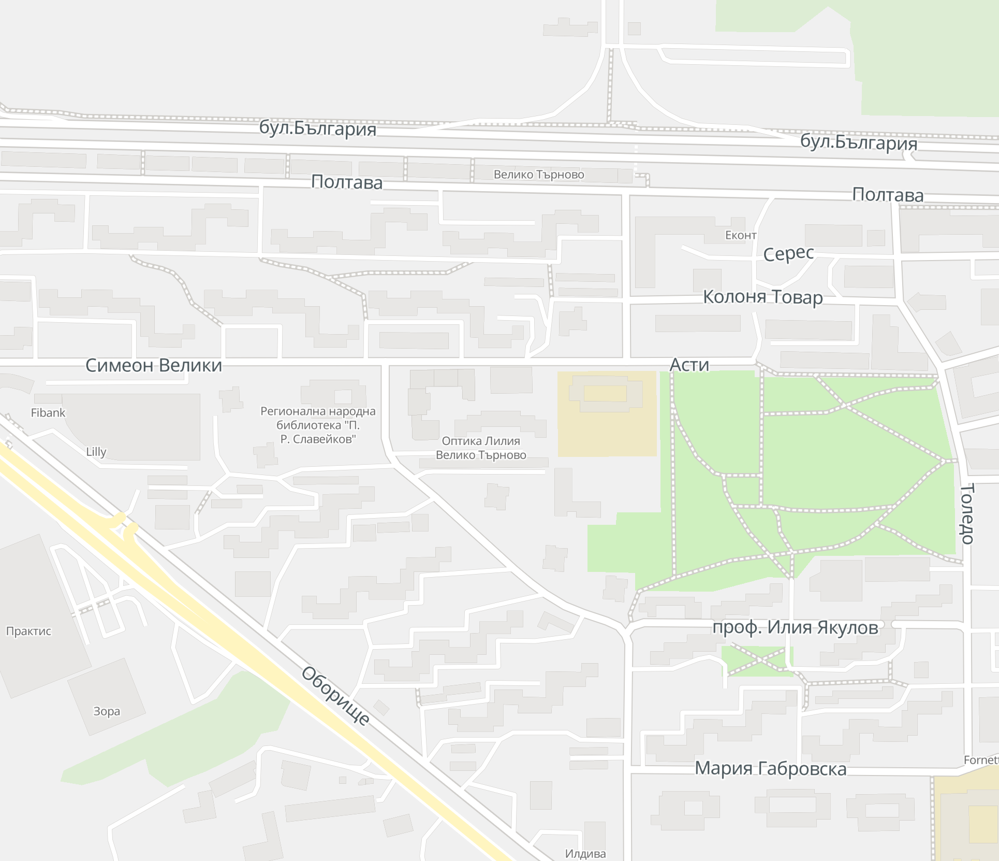 бул.България
бул.България
Велико Търново
Полтава
Полтава
Еконт
Серес
Колоня Товар
Симеон Велики
Асти
Fibank
Регионална народна
библиотека "П.
Р. Славейков"
Lilly
Оптика Лилия
Велико Търново
Толедо
Практис
проф. Илия Якулов
Оборище
Зора
Мария Габровска
Fornett
Илдива